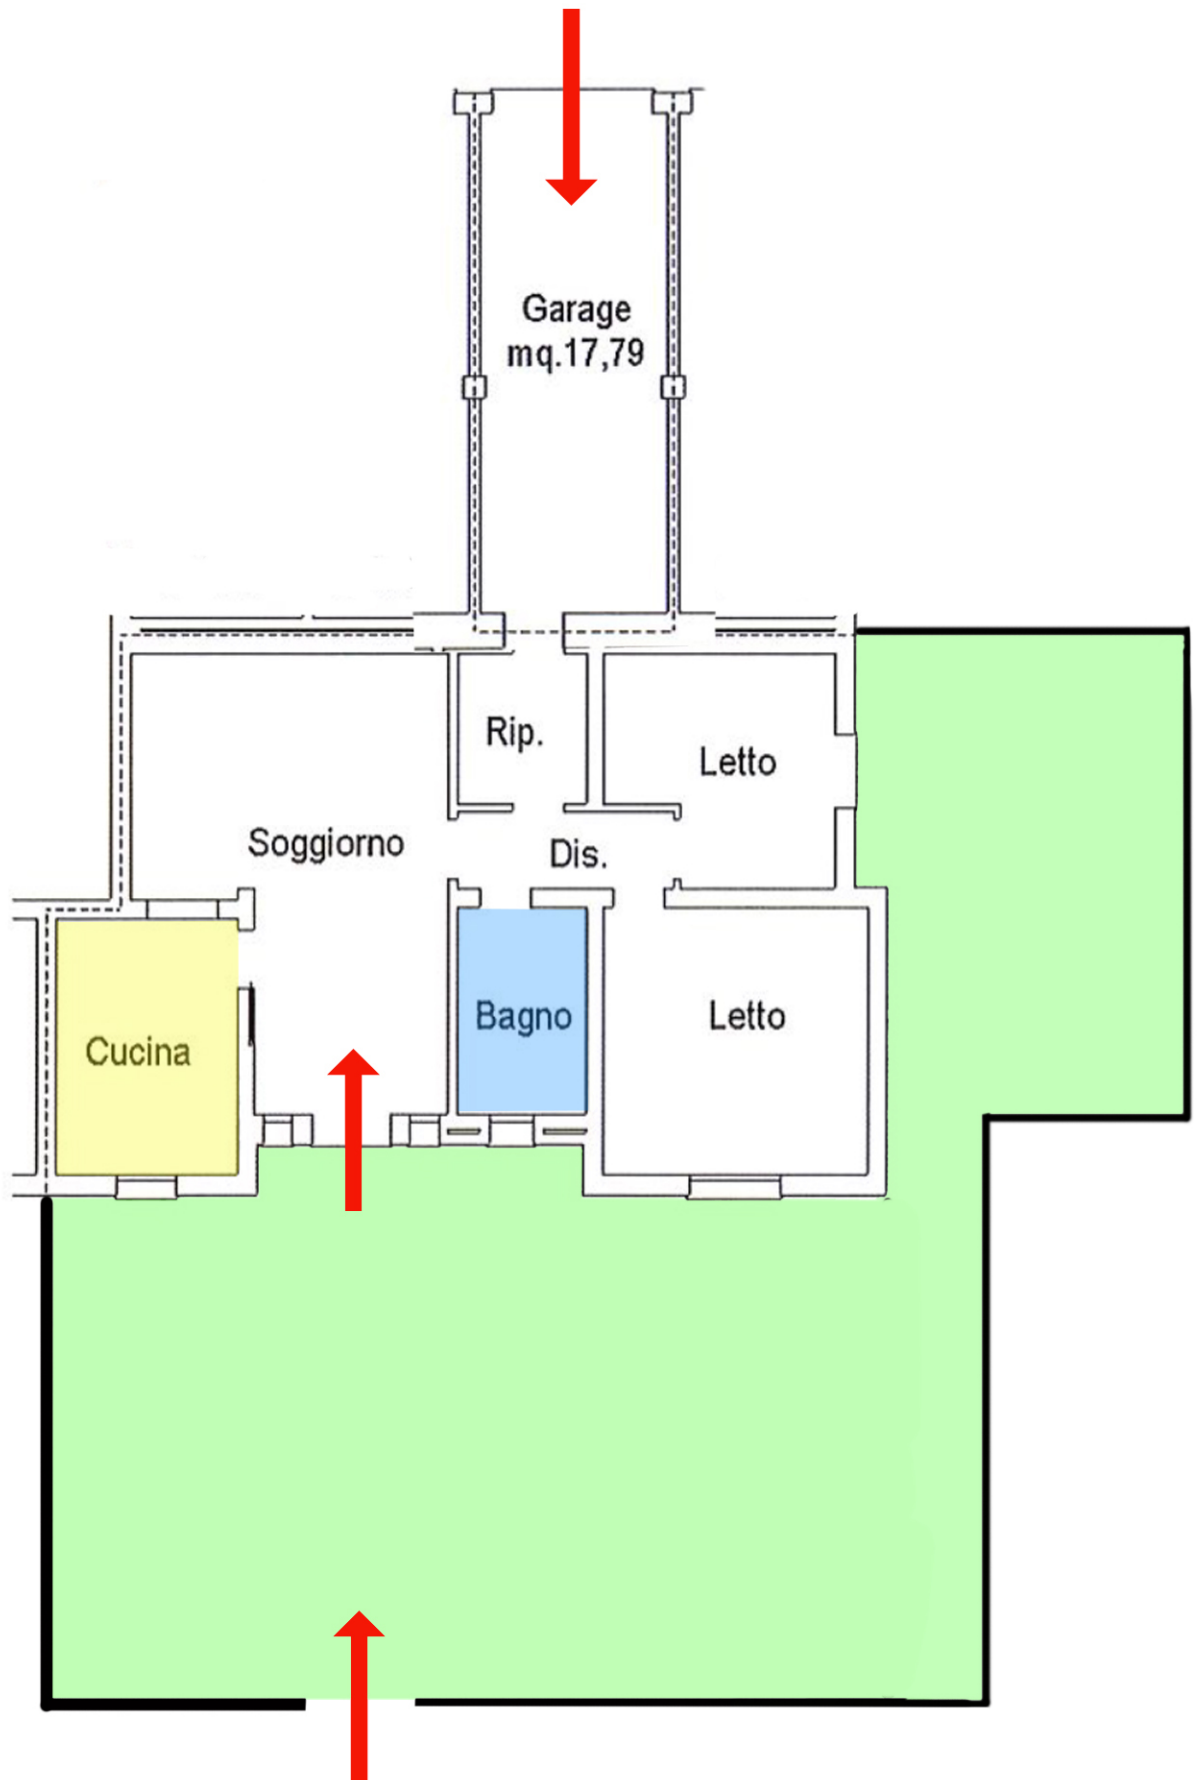 Garage
mq.17,79
Rip.
Letto
Soggiorno
Dis.
Cucina
Bagno
Letto